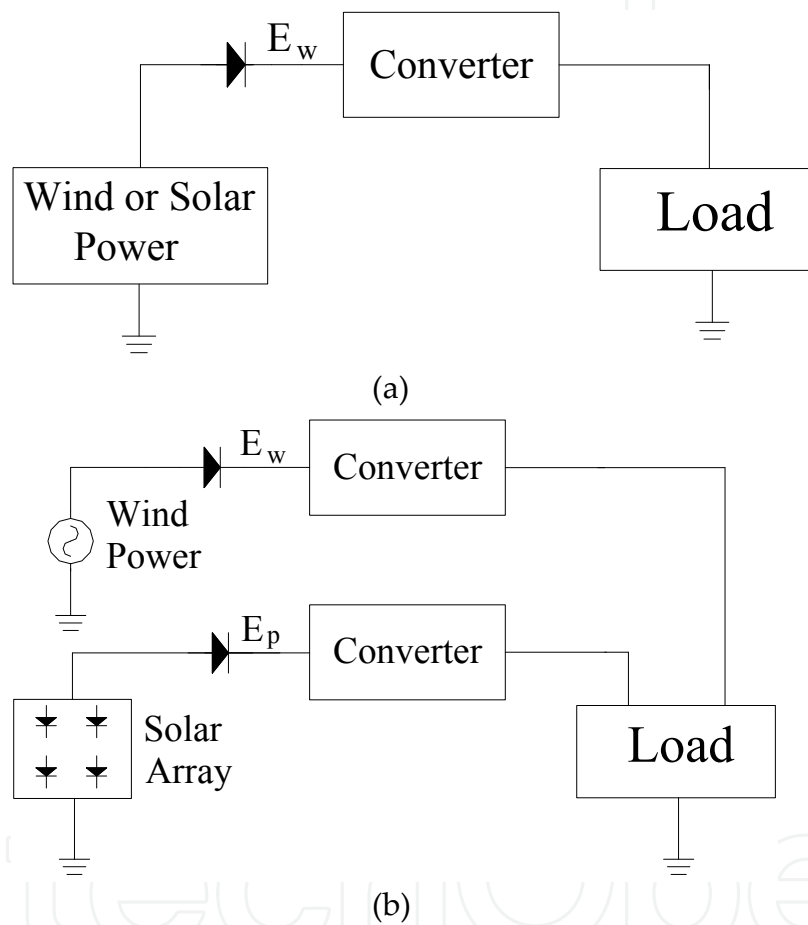 E w
Converter
Wind or Solar
Power
Load
(a)
E w
Converter
Wind
Power
E p
Converter
Solar
Array
Load
(b)